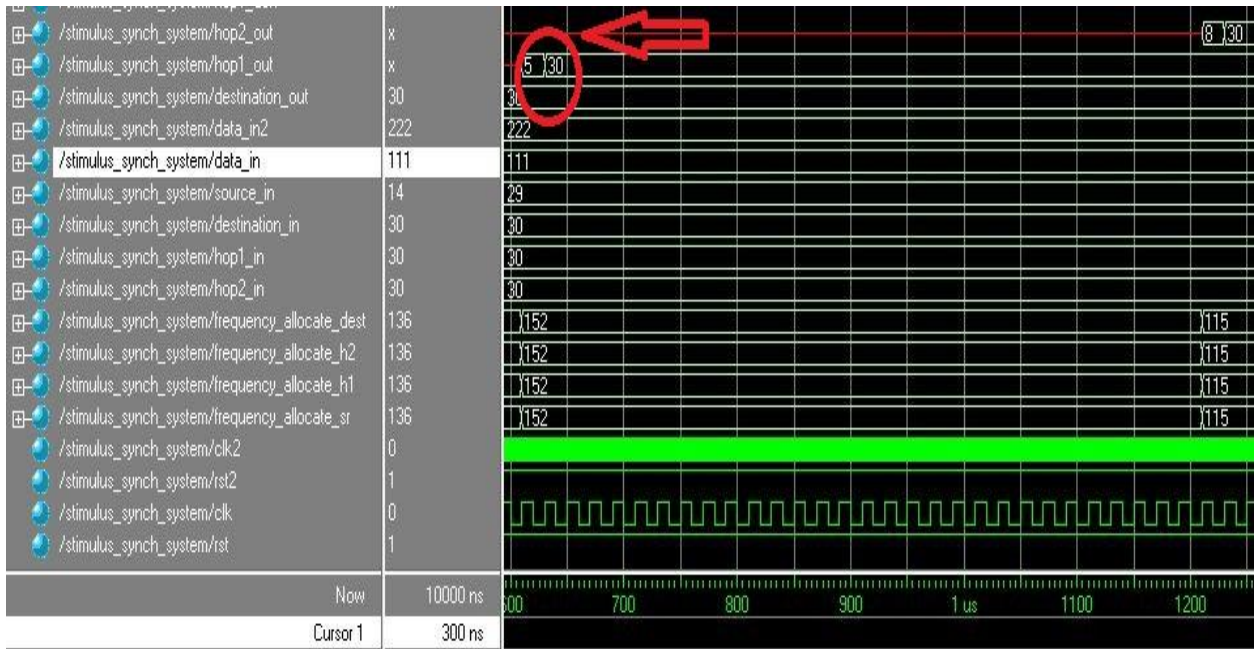 /stimulus_synch_system/hop2_out x 8 30
/stimulus_synch_system/hop1_out x 5 30
/stimulus_synch_system/destination_out 30 30
/stimulus_synch_system/data_in2 222 222
/stimulus_synch_system/data_in 111 111
/stimulus_synch_system/source_in 14 29
/stimulus_synch_system/destination_in 30 30
/stimulus_synch_system/hop1_in 30 30
/stimulus_synch_system/hop2_in 30 30
/stimulus_synch_system/frequency_allocate_dest 136 152 115
/stimulus_synch_system/frequency_allocate_h2 136 152 115
/stimulus_synch_system/frequency_allocate_h1 136 152 115
/stimulus_synch_system/frequency_allocate_sr 136 152 115
/stimulus_synch_system/clk2 0
/stimulus_synch_system/rst2 1
/stimulus_synch_system/clk 0
/stimulus_synch_system/rst 1
Now 10000 ns 700 800 900 1 us 1100 1200
Cursor 1 300 ns